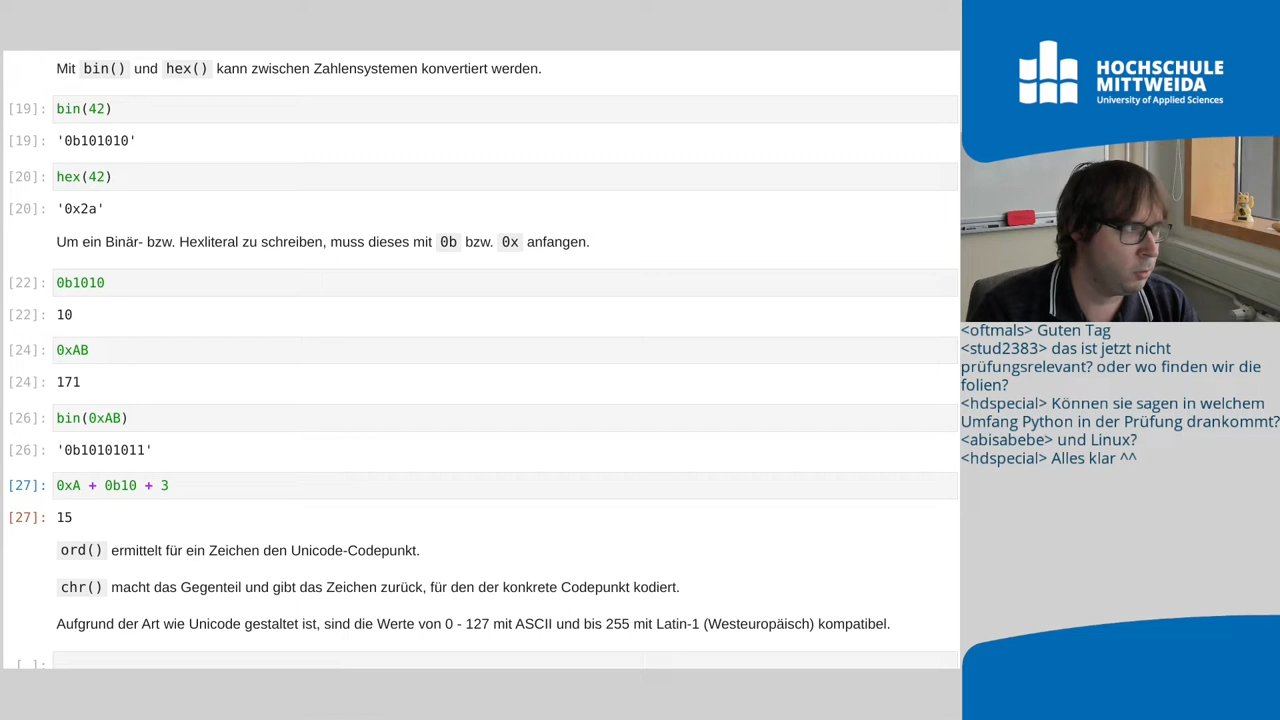 Mit bin() und hex() kann zwischen Zahlensystemen konvertiert werden.
[19]: bin(42)
[19]: '0b101010'
[20]: hex(42)
[20]: '0x2a'
Um ein Binär- bzw. Hexliteral zu schreiben, muss dieses mit 0b bzw. 0x anfangen.
[22]: 0b1010
[22]: 10
[24]: 0xAB
[24]: 171
[26]: bin(0xAB)
[26]: '0b10101011'
[27]: 0xA + 0b10 + 3
[27]: 15
ord() ermittelt für ein Zeichen den Unicode-Codepunkt.
chr() macht das Gegenteil und gibt das Zeichen zurück, für den der konkrete Codepunkt kodiert.
Aufgrund der Art wie Unicode gestaltet ist, sind die Werte von 0 - 127 mit ASCII und bis 255 mit Latin-1 (Westeuropäisch) kompatibel.
[ ]:
HOCHSCHULE
MITTWEIDA
University of Applied Sciences
<oftmals> Guten Tag
<stud2383> das ist jetzt nicht
prüfungsrelevant? oder wo finden wir die
folien?
<hdspecial> Können sie sagen in welchem
Umfang Python in der Prüfung drankommt?
<abisabebe> und Linux?
<hdspecial> Alles klar ^^